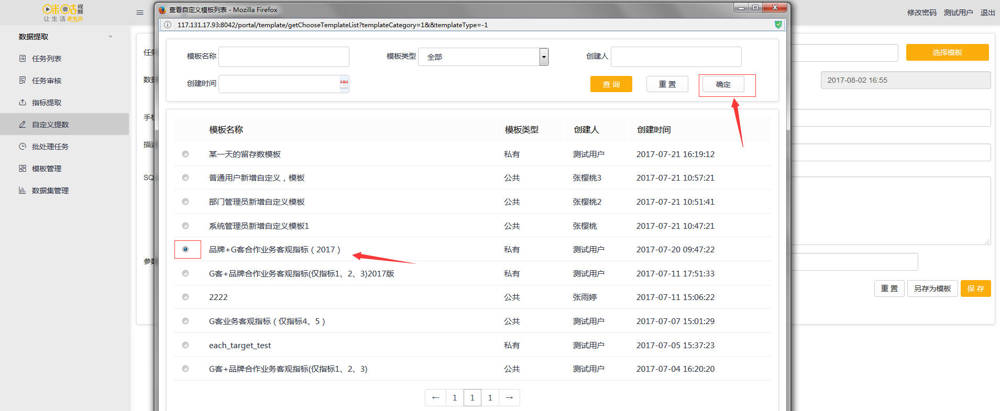 咪咕视频
让生活更有戏
查看自定义模板列表 - Mozilla Firefox
117.131.17.93:8042/portal/template/getChooseTemplateList?templateCategory=1&&templateType=-1
修改密码 测试用户 退出
数据提取
任务列表
任务审核
指标提取
自定义提数
批处理任务
模板管理
数据集管理
模板名称
模板类型 全部
创建人
创建时间
查 询 重 置 确定
模板名称 模板类型 创建人 创建时间
某一天的留存数模板 私有 测试用户 2017-07-21 16:19:12
普通用户新增自定义，模板 公共 张樱桃3 2017-07-21 10:57:21
部门管理员新增自定义模板 公共 张樱桃2 2017-07-21 10:51:41
系统管理员新增自定义模板1 公共 张樱桃 2017-07-21 10:47:21
品牌+G客合作业务客观指标（2017） 私有 测试用户 2017-07-20 09:47:22
G客+品牌合作业务客观指标(仅指标1、2、3)2017版 私有 测试用户 2017-07-11 17:51:33
2222 公共 张雨婷 2017-07-11 15:06:22
G客业务客观指标（仅指标4、5） 公共 测试用户 2017-07-07 15:01:29
each_target_test 私有 测试用户 2017-07-05 15:37:23
G客+品牌合作业务客观指标(仅指标1、2、3) 公共 测试用户 2017-07-04 16:20:20
← 1 1 1 →
选择模板
2017-08-02 16:55
SQ
重 置 另存为模板 保 存